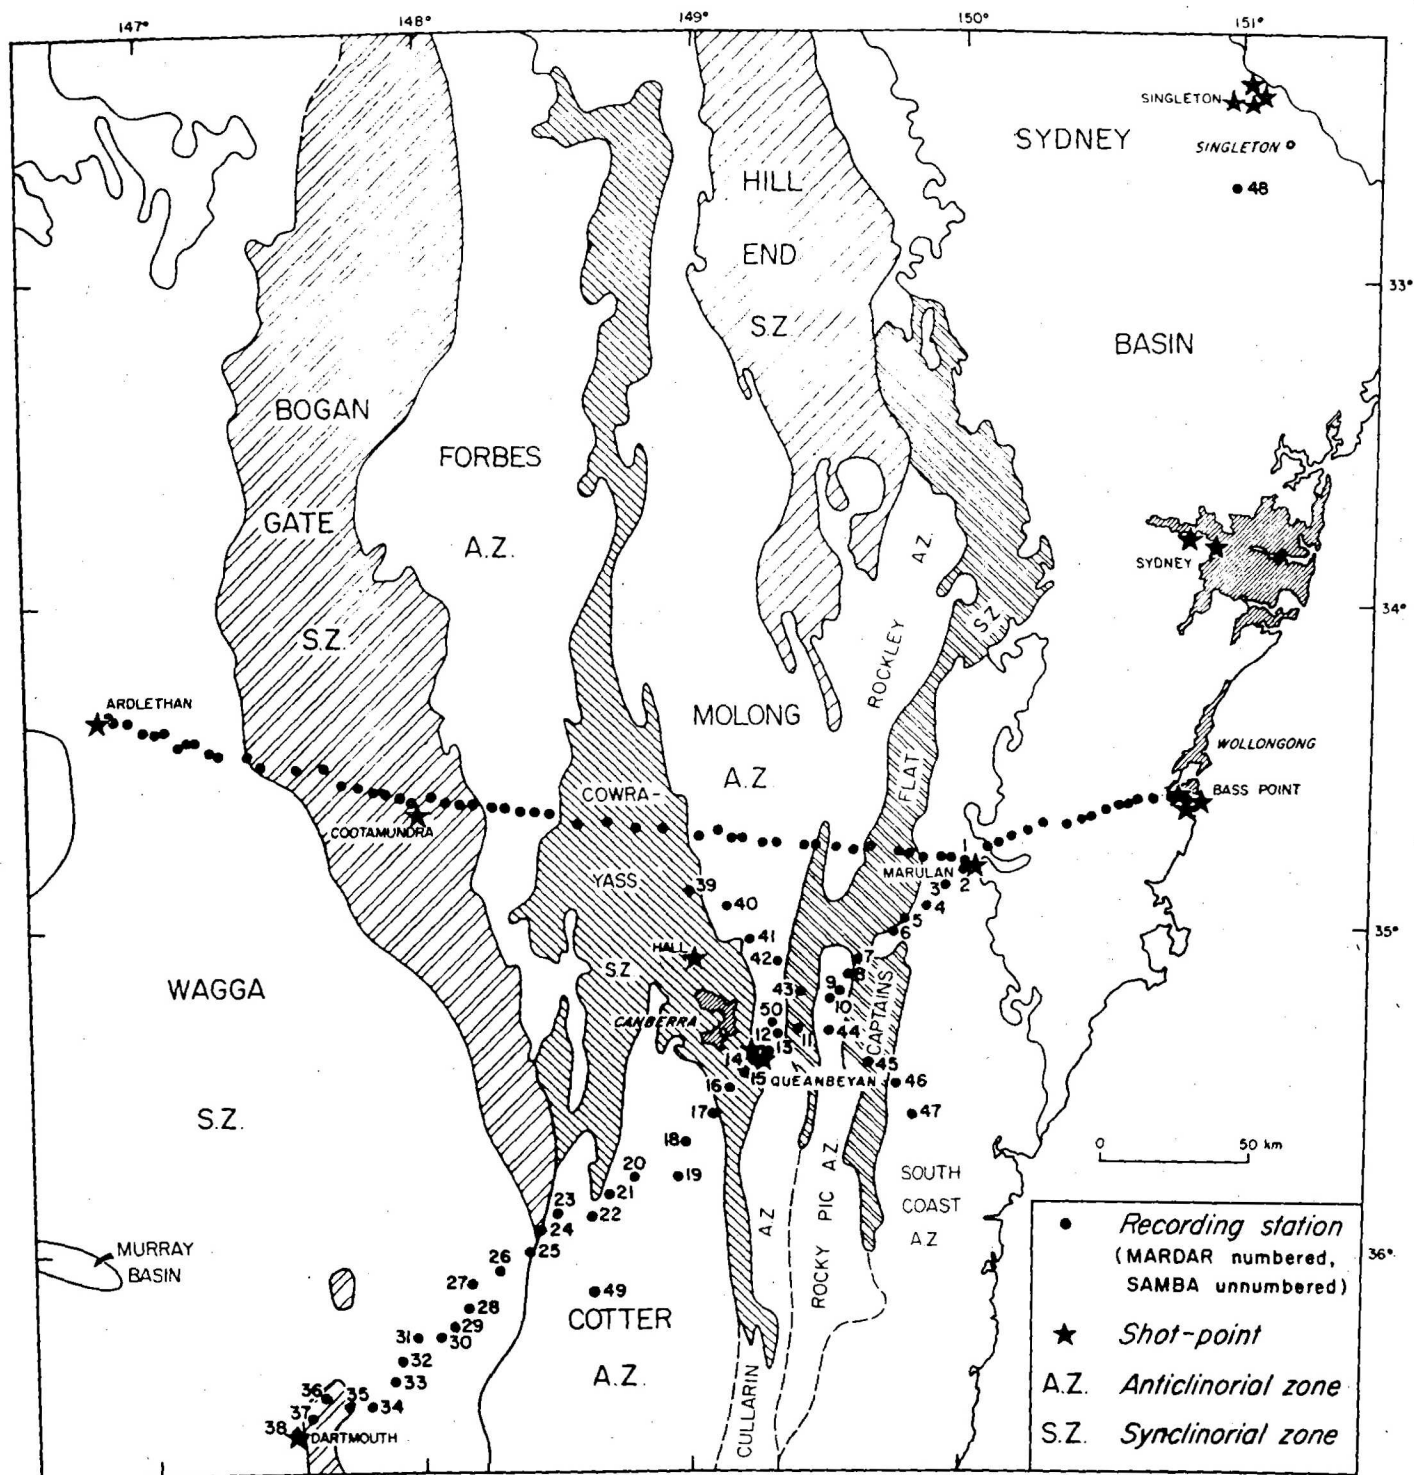 147°
148°
149°
150°
151°
SINGLETON
SINGLETON
48
SYDNEY
BASIN
HILL
END
S.Z
33°
BOGAN
GATE
S.Z.
FORBES
A.Z.
A.Z.
ROCKLEY
S.Z.
FLAT
CAPTAINS
SYDNEY
34°
ARDLETHAN
MOLONG
A.Z.
WOLLONGONG
BASS POINT
COWRA-
YASS
S.Z.
COOTAMUNDRA
MARULAN
1
2
3
4
5
6
7
8
9
10
11
12
13
14
15
16
17
18
19
20
21
22
23
24
25
26
27
28
29
30
31
32
33
34
35
36
37
38
39
40
41
42
43
44
45
46
47
49
50
35°
HALL
CANBERRA
QUEANBEYAN
WAGGA
S.Z.
0
50 km
SOUTH
COAST
A.Z
A.Z.
ROCKY PIC
A.Z
CULLARIN
36°
MURRAY
BASIN
COTTER
A.Z.
DARTMOUTH
Recording station
(MARDAR numbered,
SAMBA unnumbered)
Shot-point
A.Z. Anticlinorial zone
S.Z. Synclinorial zone